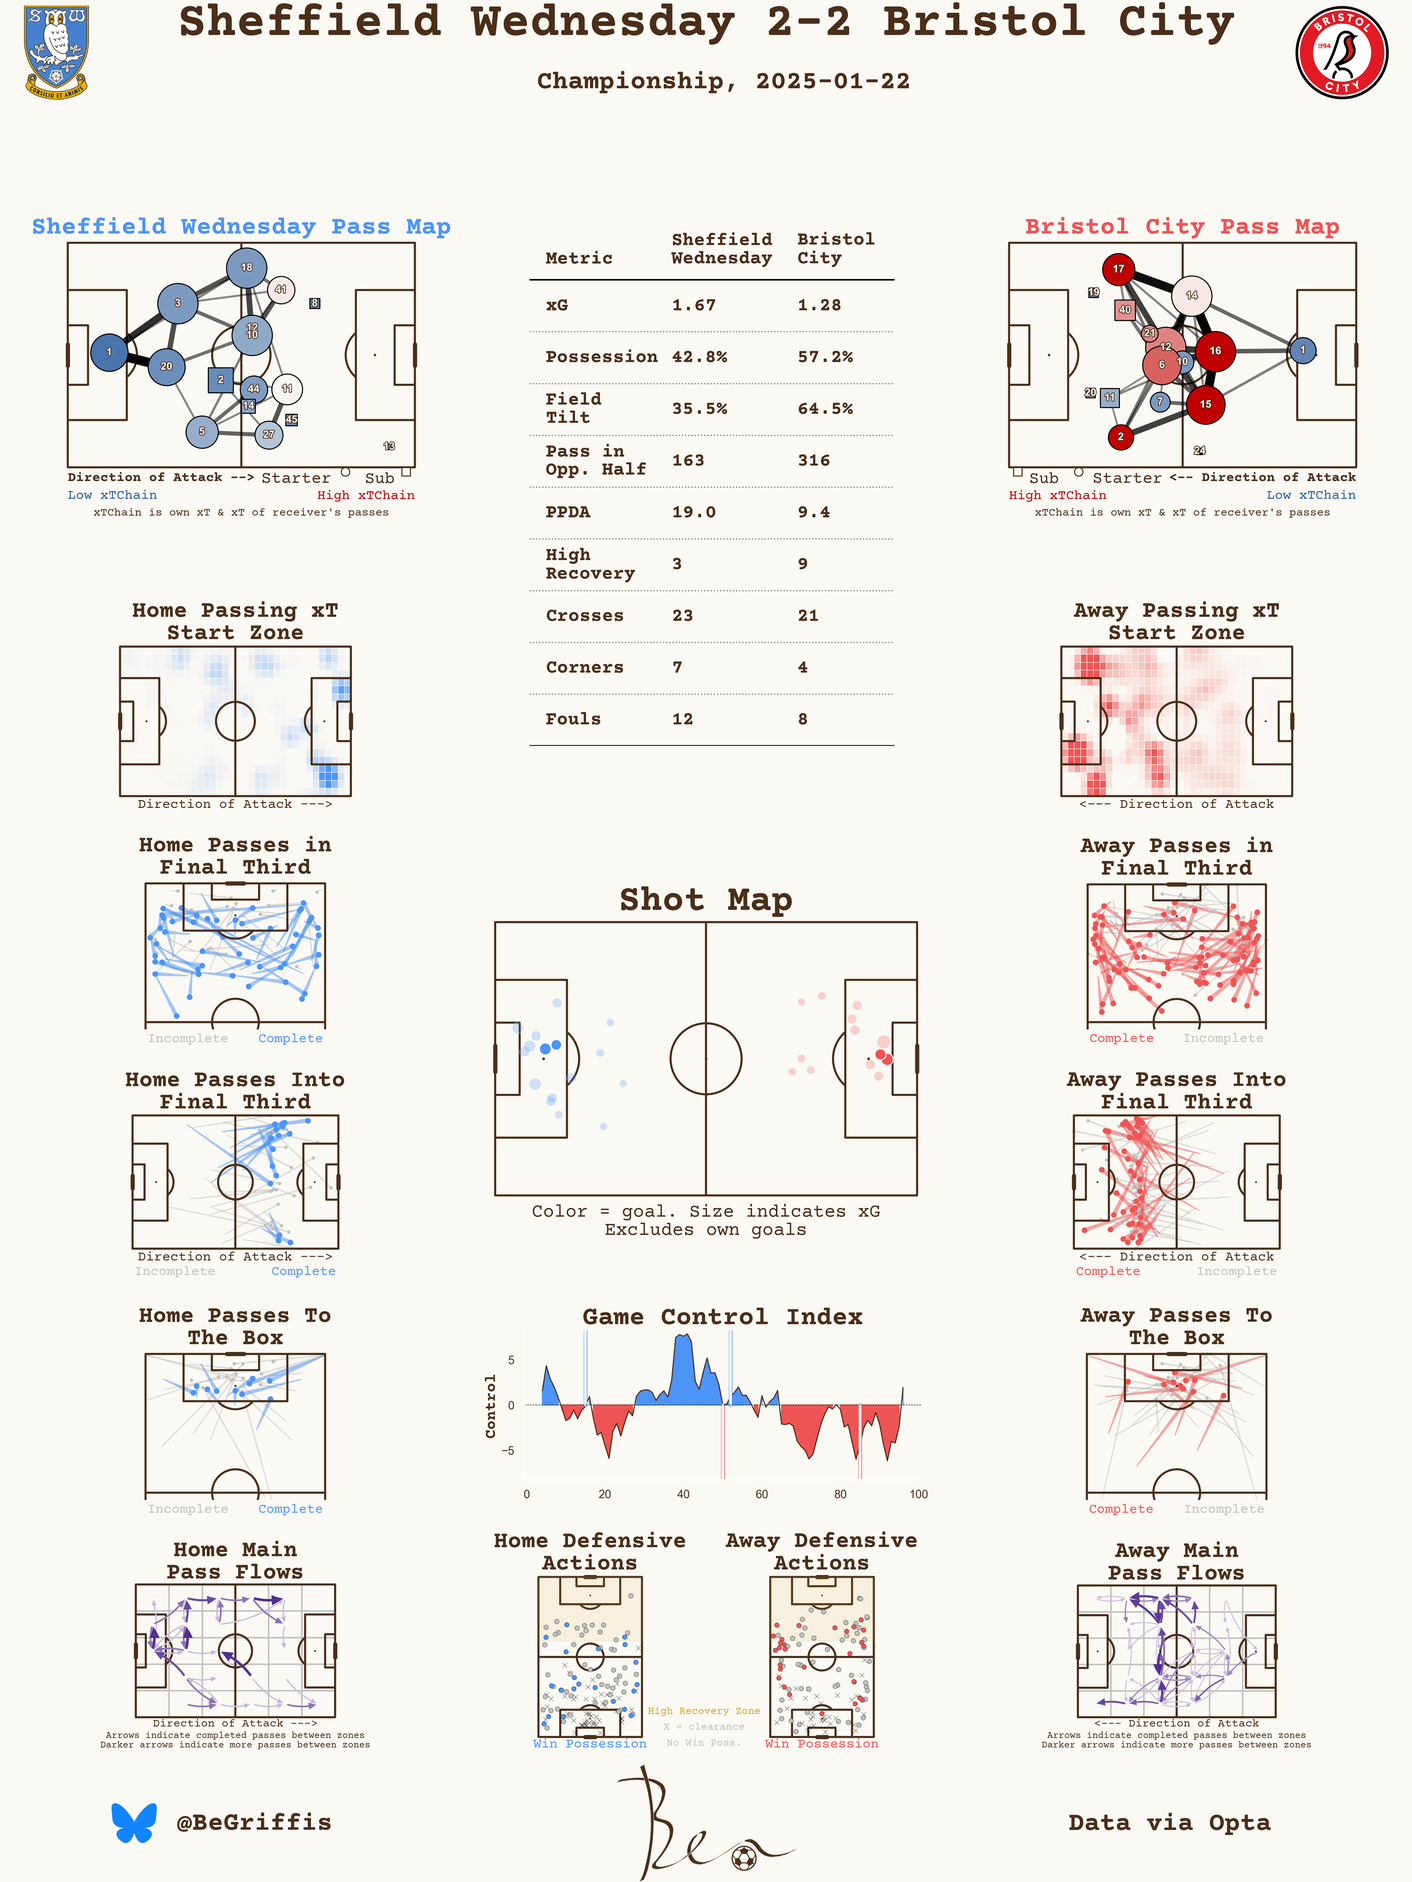 Sheffield Wednesday 2-2 Bristol City
Championship, 2025-01-22
S W
CONSILIO ET ANIMIS
BRISTOL
1894
CITY
Sheffield Wednesday Pass Map
18
41
3
8
12
10
1
20
2
44
11
14
45
5
27
13
Direction of Attack --> Starter Sub
Low xTChain High xTChain
xTChain is own xT & xT of receiver's passes
Metric Sheffield Wednesday Bristol City
xG 1.67 1.28
Possession 42.8% 57.2%
Field Tilt 35.5% 64.5%
Pass in Opp. Half 163 316
PPDA 19.0 9.4
High Recovery 3 9
Crosses 23 21
Corners 7 4
Fouls 12 8
Bristol City Pass Map
17
19
14
40
21
12
16
1
10
6
20
11
7
15
2
24
Sub Starter <-- Direction of Attack
High xTChain Low xTChain
xTChain is own xT & xT of receiver's passes
Home Passing xT
Start Zone
Direction of Attack --->
Away Passing xT
Start Zone
<--- Direction of Attack
Home Passes in
Final Third
Incomplete Complete
Away Passes in
Final Third
Complete Incomplete
Shot Map
Color = goal. Size indicates xG
Excludes own goals
Home Passes Into
Final Third
Direction of Attack --->
Incomplete Complete
Away Passes Into
Final Third
<--- Direction of Attack
Complete Incomplete
Home Passes To
The Box
Incomplete Complete
Game Control Index
Control
5
0
−5
0 20 40 60 80 100
Away Passes To
The Box
Complete Incomplete
Home Main
Pass Flows
Direction of Attack --->
Arrows indicate completed passes between zones
Darker arrows indicate more passes between zones
Home Defensive
Actions
Win Possession
Away Defensive
Actions
Win Possession
High Recovery Zone
X = clearance
No Win Poss.
Away Main
Pass Flows
<--- Direction of Attack
Arrows indicate completed passes between zones
Darker arrows indicate more passes between zones
@BeGriffis
Ben
Data via Opta